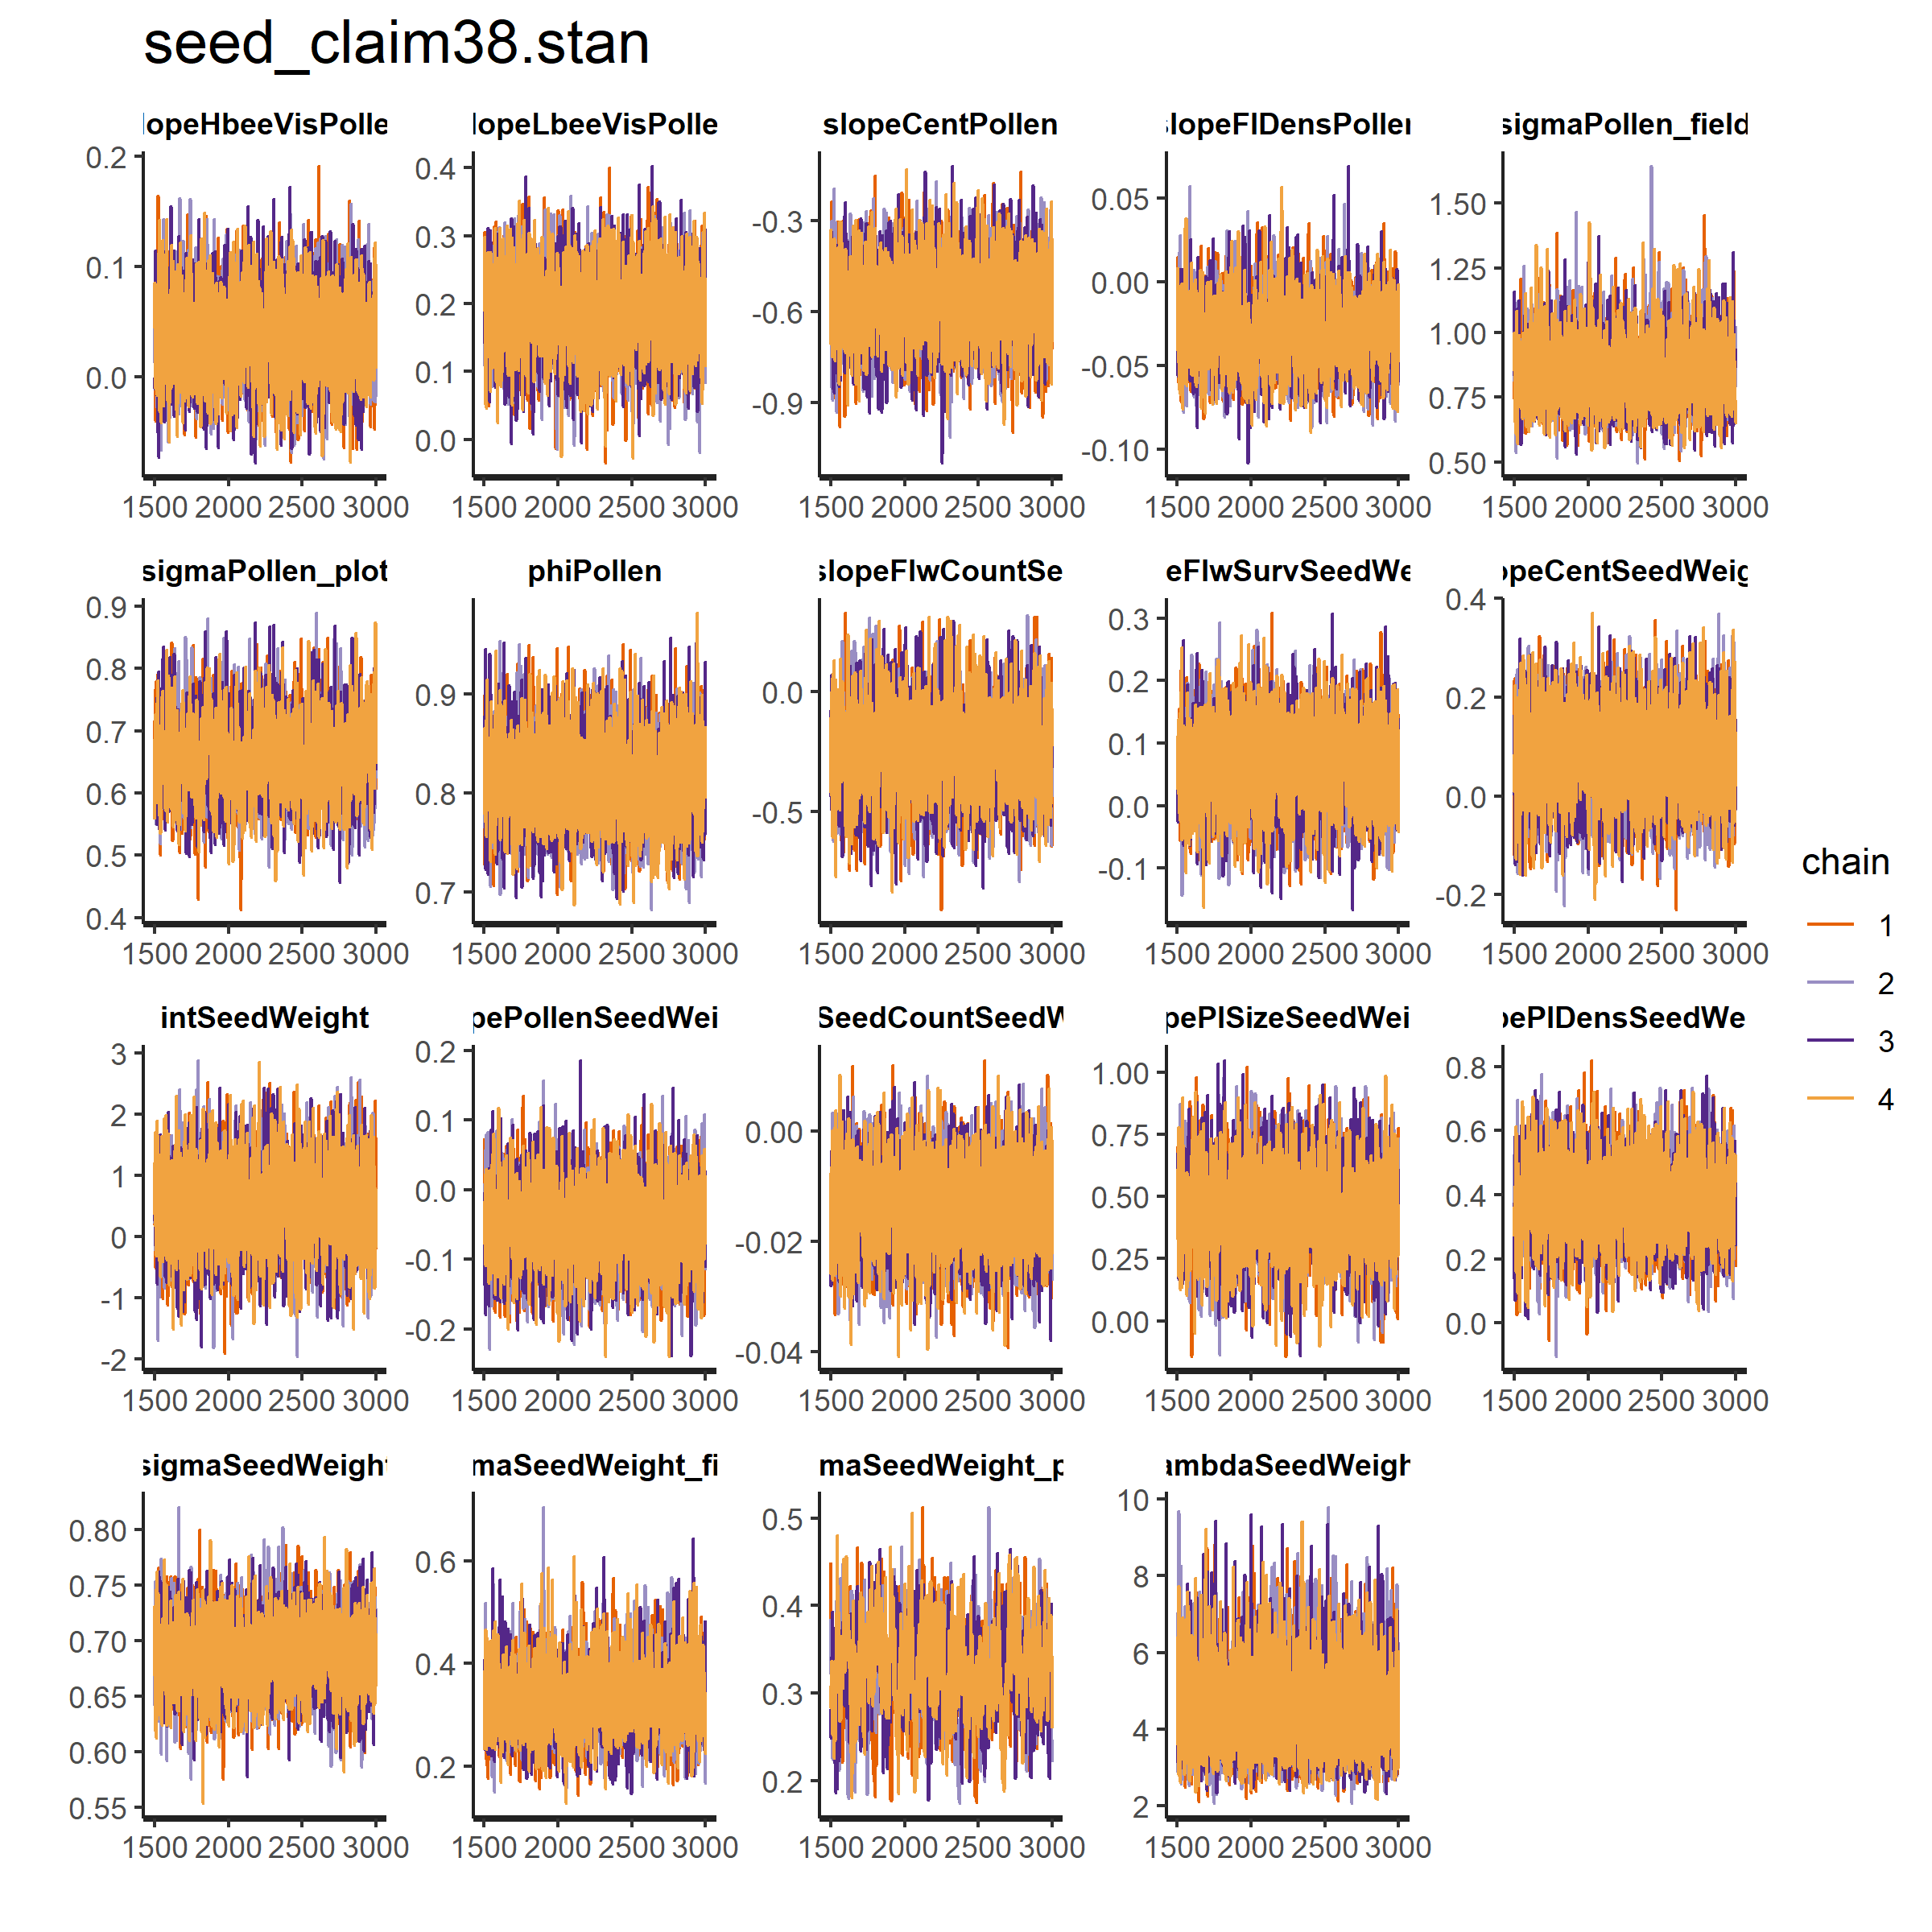 seed_claim38.stan
lopeHbeeVisPolle
lopeLbeeVisPolle
slopeCentPollen
slopeFlDensPollen
sigmaPollen_field
0.2
0.1
0.0
0.4
0.3
0.2
0.1
0.0
-0.3
-0.6
-0.9
0.05
0.00
-0.05
-0.10
1.50
1.25
1.00
0.75
0.50
1500 2000 2500 3000
1500 2000 2500 3000
1500 2000 2500 3000
1500 2000 2500 3000
1500 2000 2500 3000
sigmaPollen_plot
phiPollen
slopeFlwCountSe
eFlwSurvSeedWe
opeCentSeedWeig
0.9
0.8
0.7
0.6
0.5
0.4
0.9
0.8
0.7
0.0
-0.5
0.3
0.2
0.1
0.0
-0.1
0.4
0.2
0.0
-0.2
1500 2000 2500 3000
1500 2000 2500 3000
1500 2000 2500 3000
1500 2000 2500 3000
1500 2000 2500 3000
intSeedWeight
pePollenSeedWei
SeedCountSeedW
pePlSizeSeedWei
pePlDensSeedWe
3
2
1
0
-1
-2
0.2
0.1
0.0
-0.1
-0.2
0.00
-0.02
-0.04
1.00
0.75
0.50
0.25
0.00
0.8
0.6
0.4
0.2
0.0
1500 2000 2500 3000
1500 2000 2500 3000
1500 2000 2500 3000
1500 2000 2500 3000
1500 2000 2500 3000
sigmaSeedWeight
maSeedWeight_fi
maSeedWeight_p
ambdaSeedWeigh
0.80
0.75
0.70
0.65
0.60
0.55
0.6
0.4
0.2
0.5
0.4
0.3
0.2
10
8
6
4
2
1500 2000 2500 3000
1500 2000 2500 3000
1500 2000 2500 3000
1500 2000 2500 3000
chain
1
2
3
4